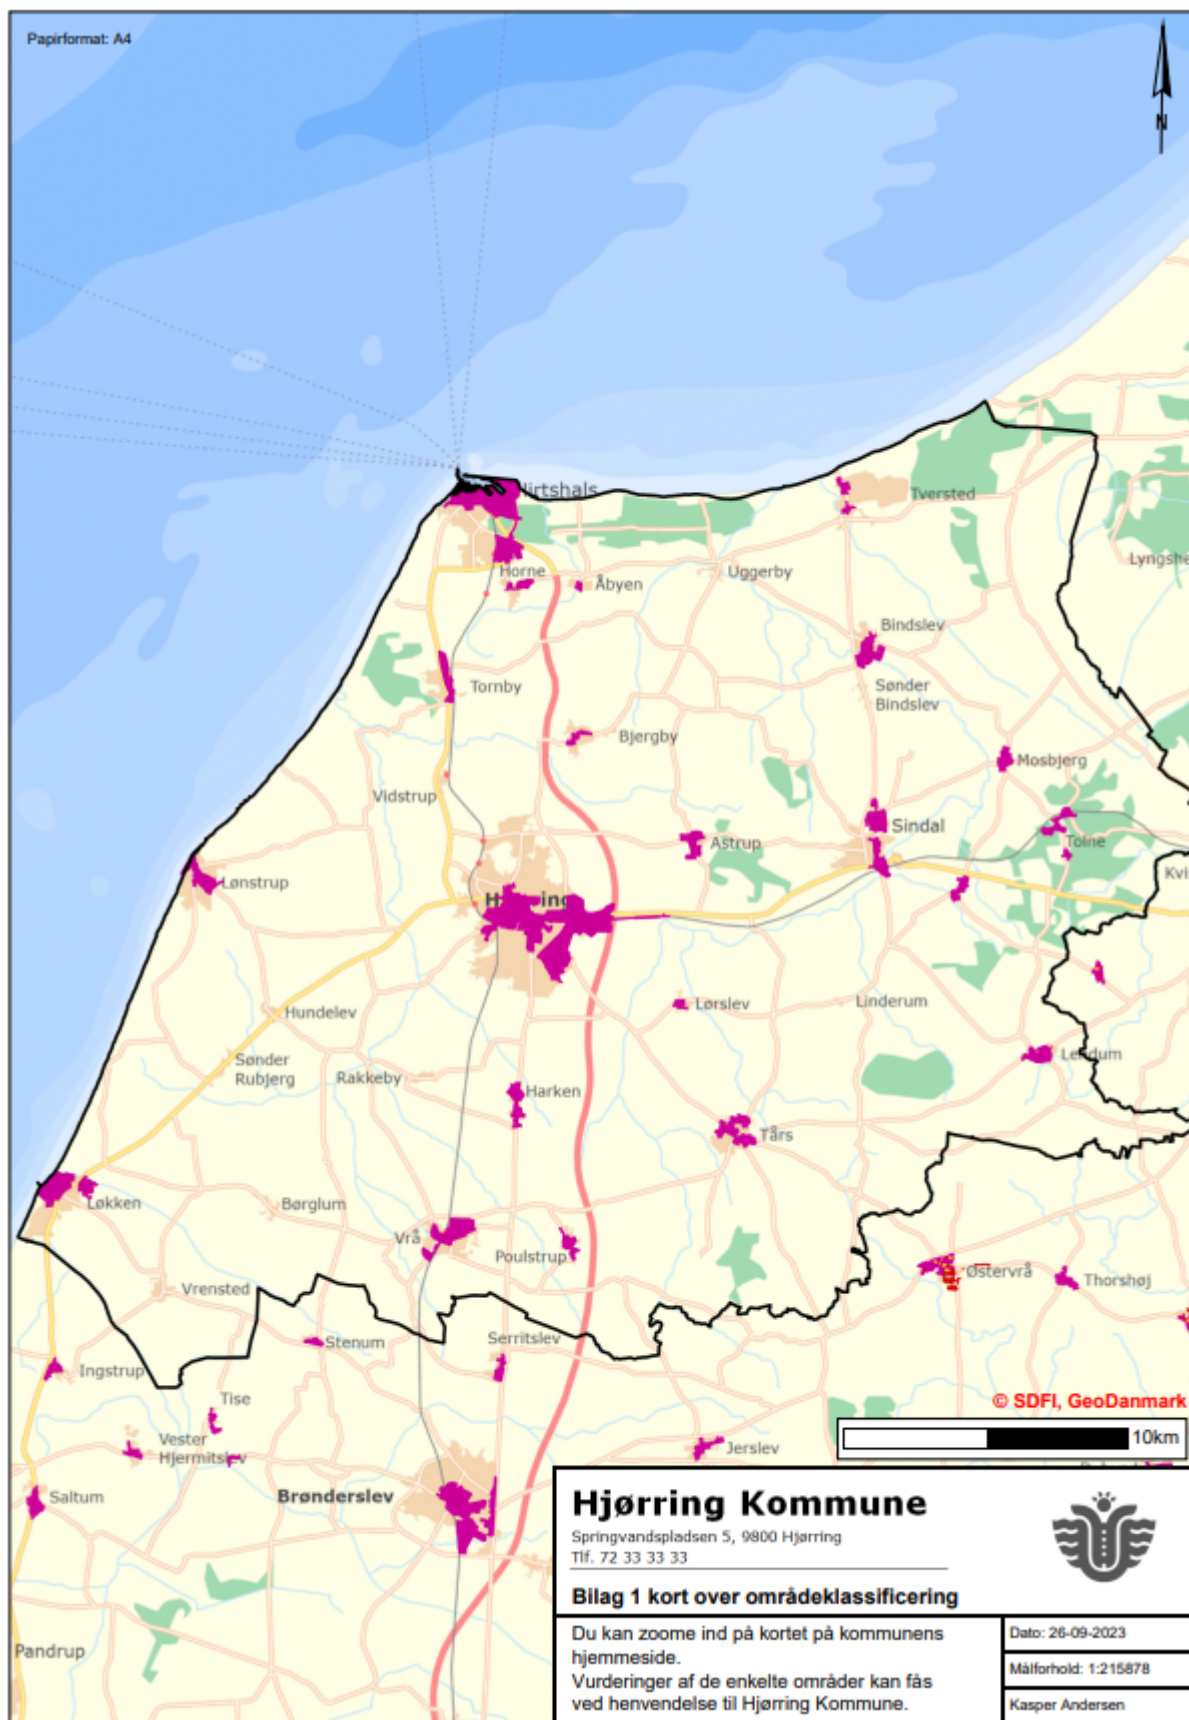 Papirformat: A4
N
Hirtshals
Tversted
Lyngshe
Horne
Åbyen
Uggerby
Bindslev
Sønder
Bindslev
Tornby
Bjergby
Mosbjerg
Vidstrup
Sindal
Astrup
Tolne
Kvis
Lønstrup
Lørslev
Linderum
Hundelev
Sønder
Rubjerg
Rakkeby
Lendum
Harken
Tårs
Løkken
Børglum
Vrå
Poulstrup
Østervrå
Thorshøj
Vrensted
Stenum
Serritslev
Ingstrup
Tise
© SDFI, GeoDanmark
Vester
Hjermitslev
Jerslev
10km
Saltum
Brønderslev
Hjørring Kommune
Springvandspladsen 5, 9800 Hjørring
Tlf. 72 33 33 33
Bilag 1 kort over områdeklassificering
Du kan zoome ind på kortet på kommunens
hjemmeside.
Vurderinger af de enkelte områder kan fås
ved henvendelse til Hjørring Kommune.
Dato: 26-09-2023
Målforhold: 1:215878
Kasper Andersen
Pandrup